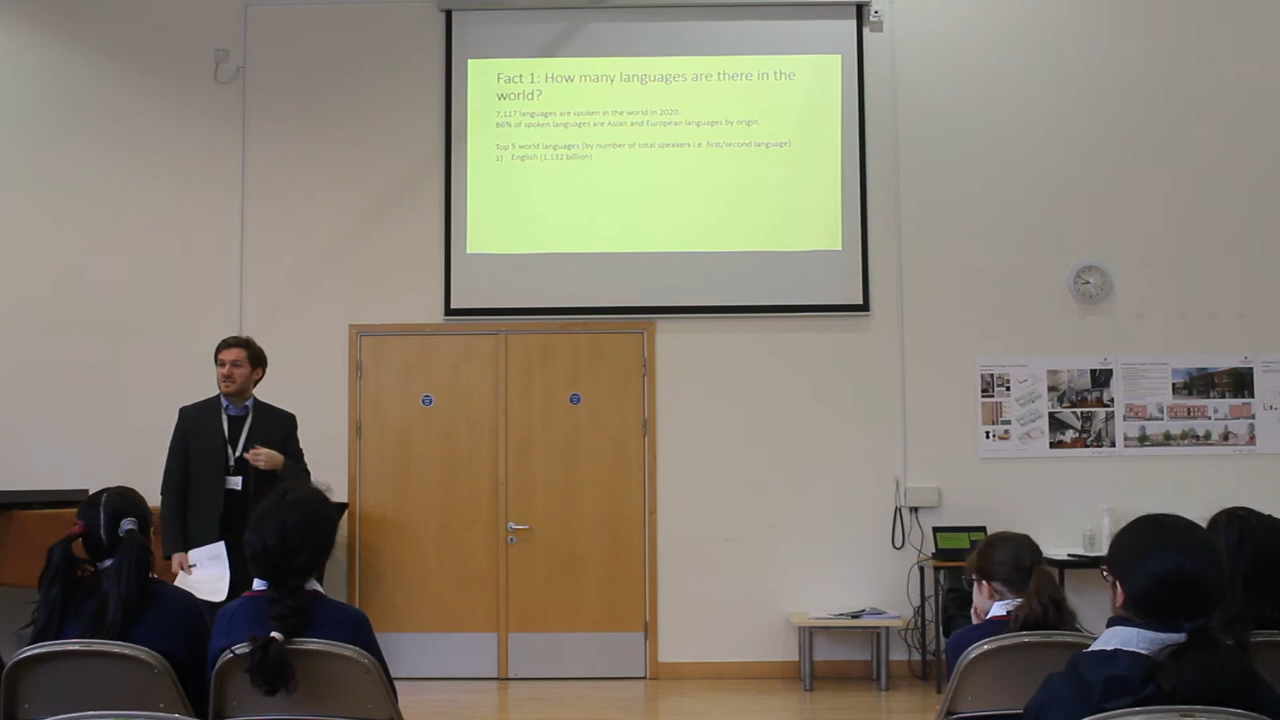 Fact 1: How many languages are there in the
world?
7,117 languages are spoken in the world in 2020.
86% of spoken languages are Asian and European languages by origin.
Top 5 world languages (by number of total speakers i.e. first/second language)
1) English (1.132 billion)